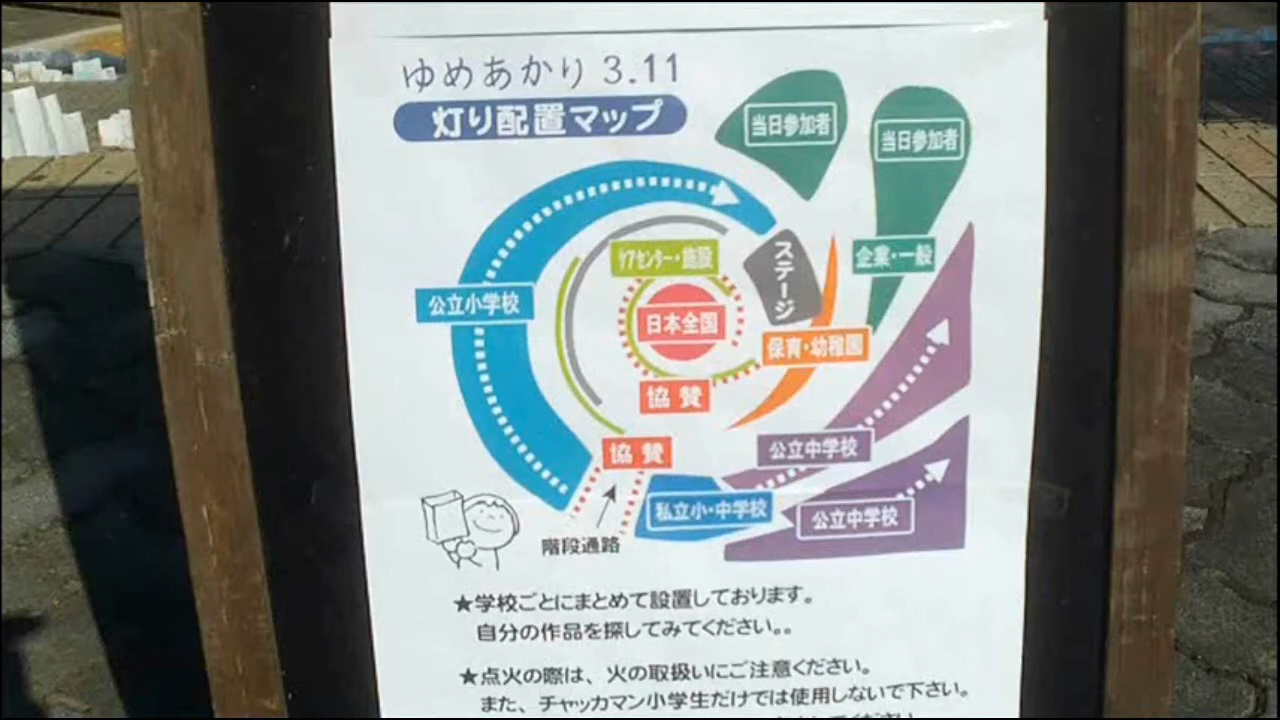 ゆめあかり 3.11
灯り配置マップ
当日参加者
当日参加者
ケアセンター・施設
ステージ
企業・一般
公立小学校
日本全国
保育・幼稚園
協賛
協賛
公立中学校
私立小・中学校
公立中学校
階段通路
★学校ごとにまとめて設置しております。
自分の作品を探してみてください。。
★点火の際は、火の取扱いにご注意ください。
また、チャッカマン小学生だけでは使用しないで下さい。